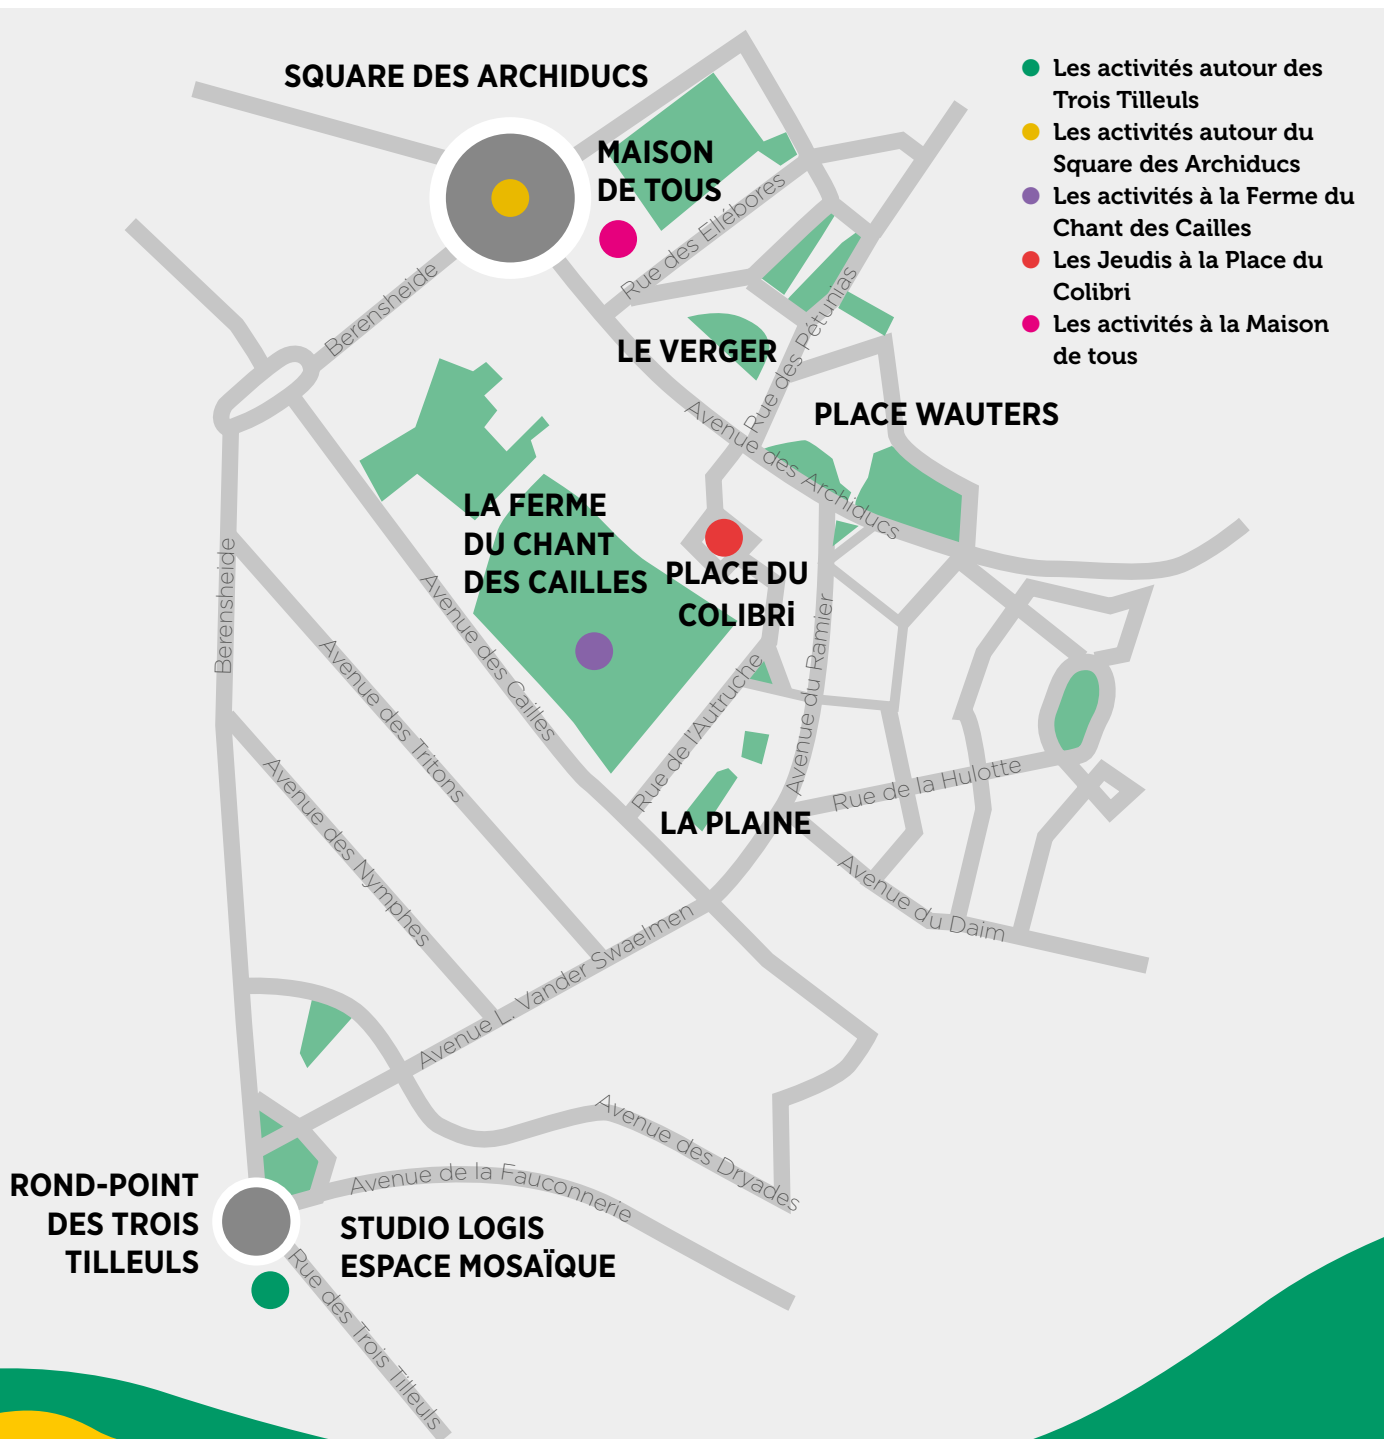 SQUARE DES ARCHIDUCS
Les activités autour des
Trois Tilleuls
Les activités autour du
Square des Archiducs
Les activités à la Ferme du
Chant des Cailles
Les Jeudis à la Place du
Colibri
Les activités à la Maison
de tous
MAISON
DE TOUS
Rue des Ellébores
Berensheide
LE VERGER
Rue des Pétunias
PLACE WAUTERS
Avenue des Archiducs
LA FERME
DU CHANT
DES CAILLES
PLACE DU
COLIBRi
Berensheide
Avenue des Cailles
Avenue des Tritons
Avenue du Ramier
Rue de l'Autruche
Avenue des Nymphes
Rue de la Hulotte
LA PLAINE
Avenue du Daim
Avenue L. Vander Swaelmen
Avenue des Dryades
Avenue de la Fauconnerie
ROND-POINT
DES TROIS
TILLEULS
STUDIO LOGIS
ESPACE MOSAÏQUE
Rue des Trois Tilleuls